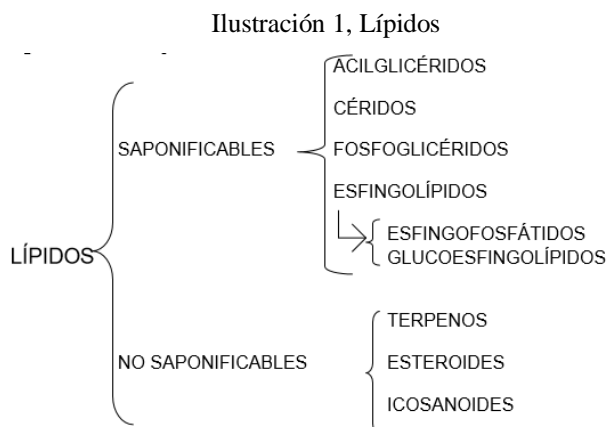 Ilustración 1, Lípidos
ACILGLICÉRIDOS
CÉRIDOS
SAPONIFICABLES
FOSFOGLICÉRIDOS
ESFINGOLÍPIDOS
ESFINGOFOSFÁTIDOS
GLUCOESFINGOLÍPIDOS
LÍPIDOS
TERPENOS
NO SAPONIFICABLES
ESTEROIDES
ICOSANOIDES